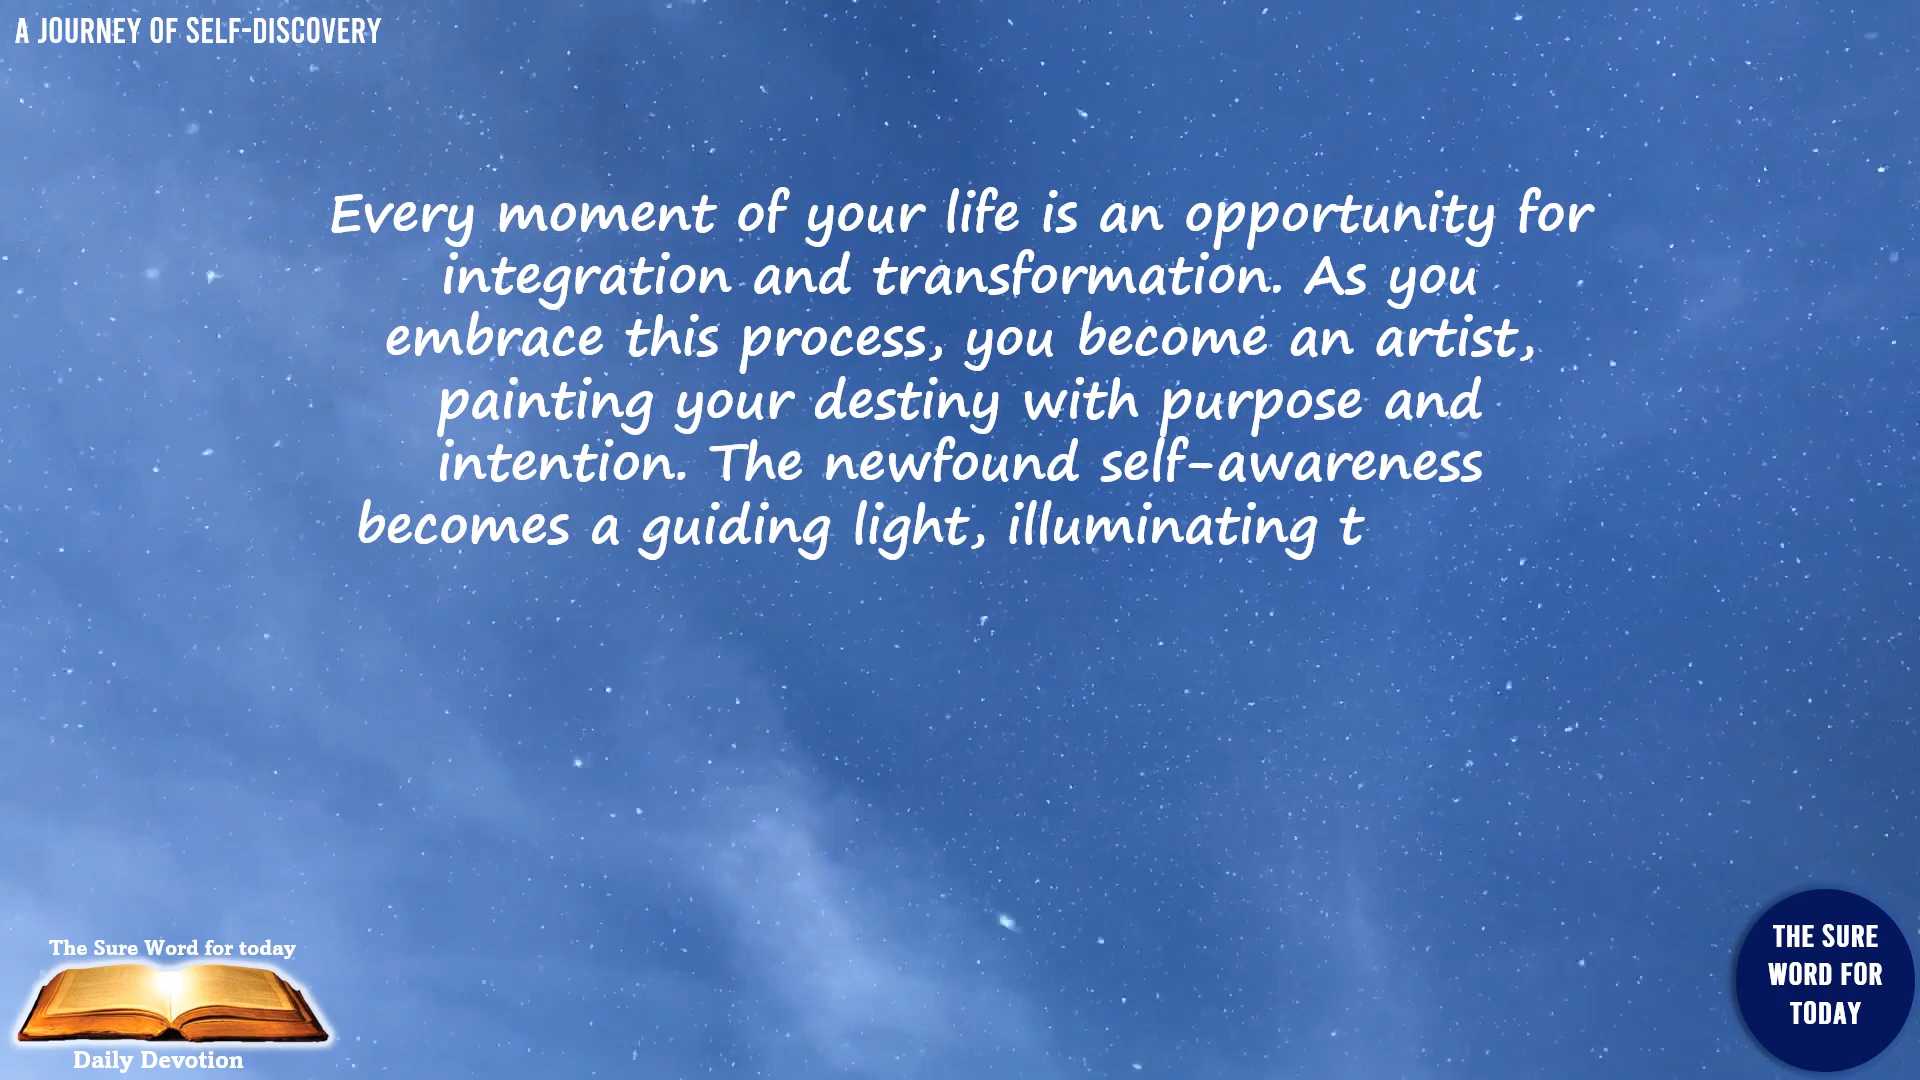 A JOURNEY OF SELF-DISCOVERY
Every moment of your life is an opportunity for
integration and transformation. As you
embrace this process, you become an artist,
painting your destiny with purpose and
intention. The newfound self-awareness
becomes a guiding light, illuminating t
The Sure Word for today
Daily Devotion
THE SURE
WORD FOR
TODAY